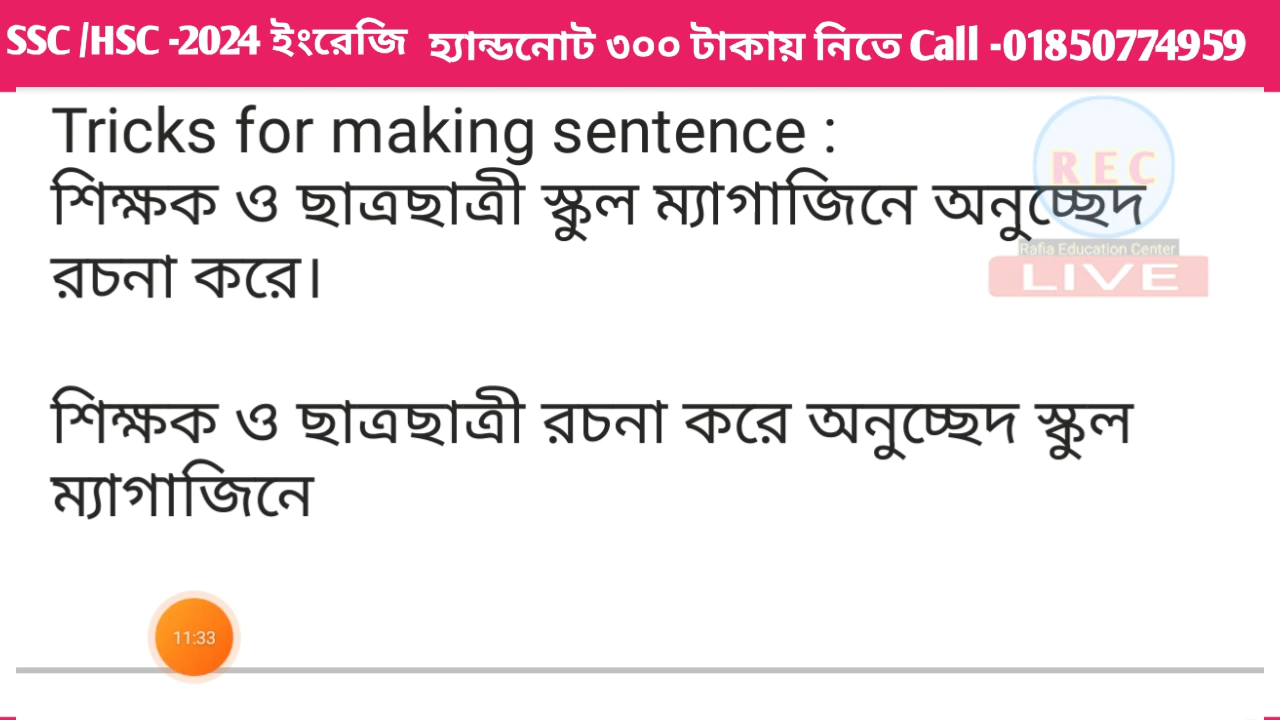 SSC /HSC -2024 ইংরেজি হ্যান্ডনোট ৩০০ টাকায় নিতে Call -01850774959
Tricks for making sentence :
শিক্ষক ও ছাত্রছাত্রী স্কুল ম্যাগাজিনে অনুচ্ছেদ
রচনা করে।
REC
Rafia Education Center
LIVE
শিক্ষক ও ছাত্রছাত্রী রচনা করে অনুচ্ছেদ স্কুল
ম্যাগাজিনে
11:33